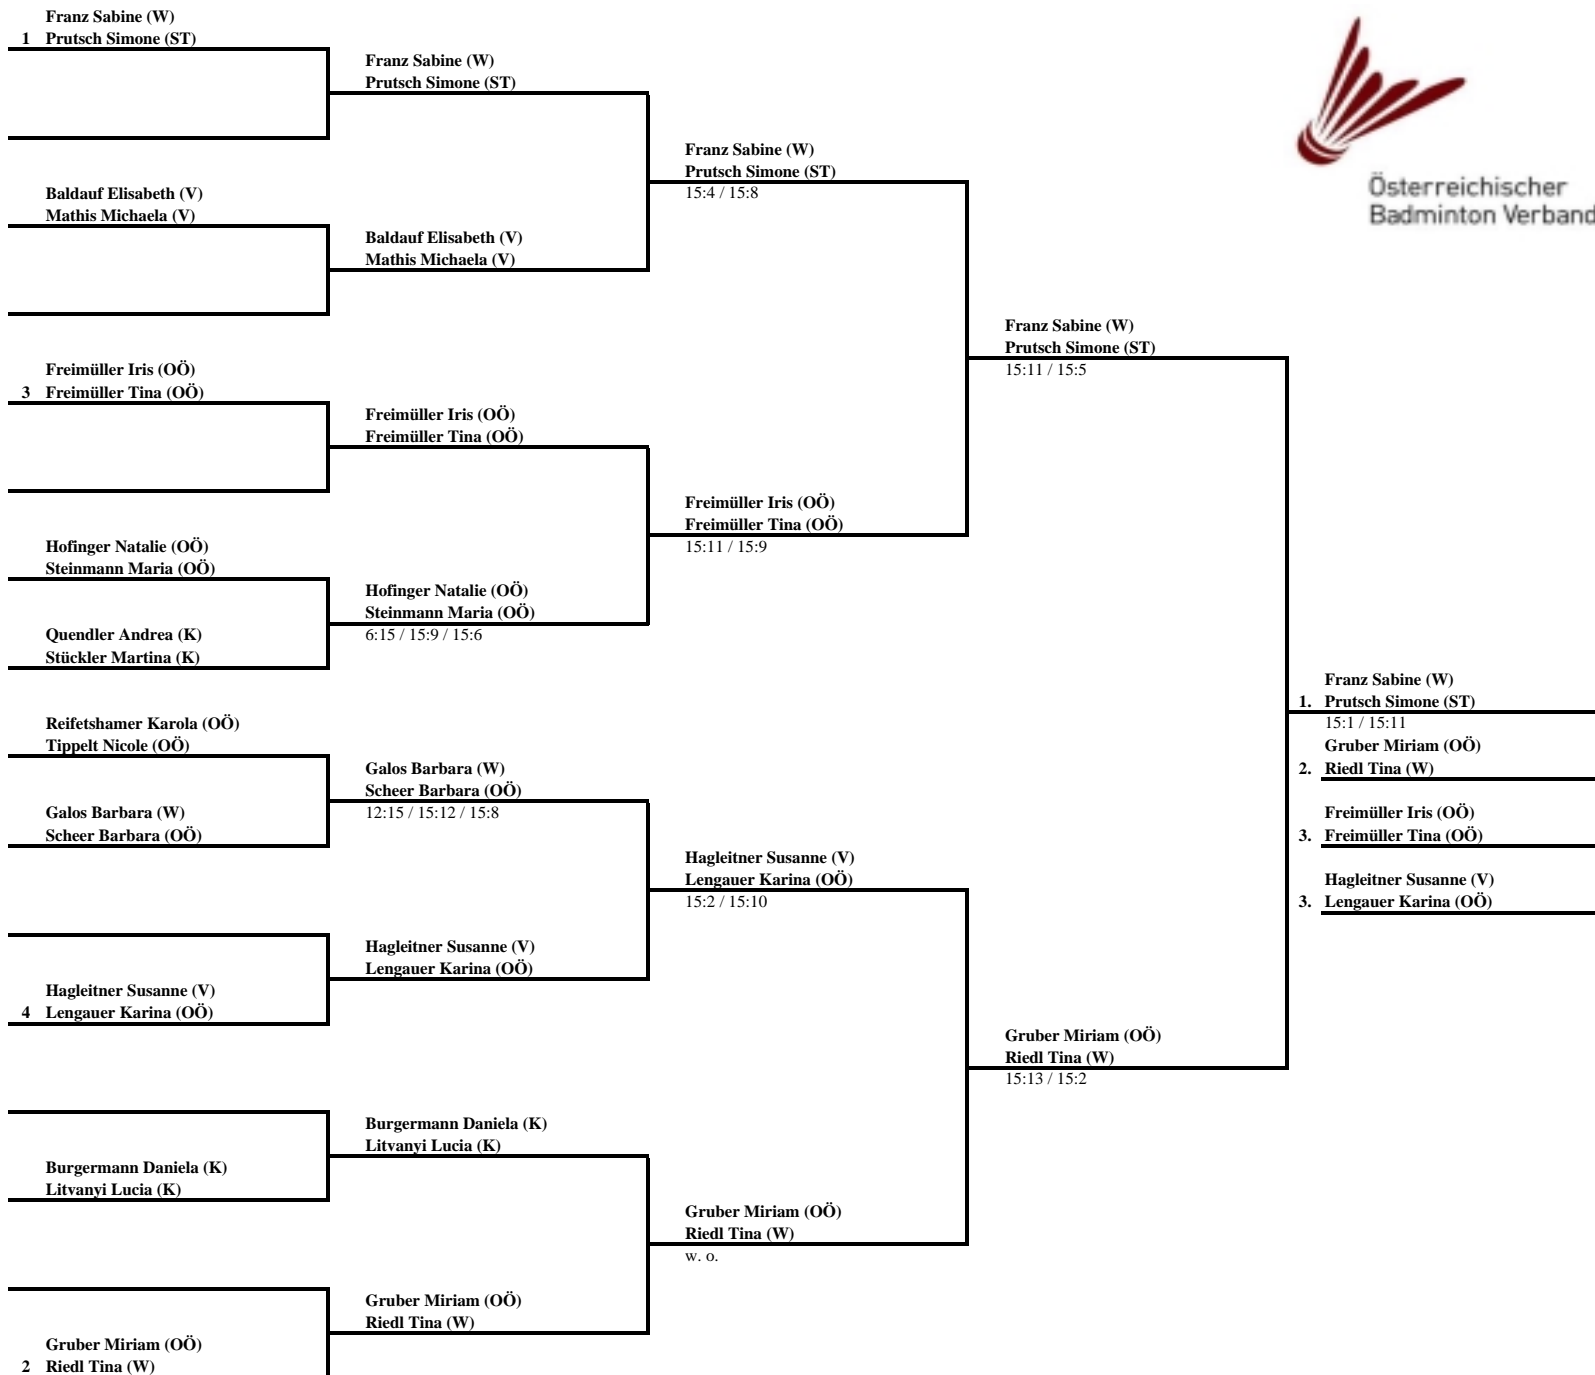 Franz Sabine (W)
1 Prutsch Simone (ST)
Baldauf Elisabeth (V)
Mathis Michaela (V)
Freimüller Iris (OÖ)
3 Freimüller Tina (OÖ)
Hofinger Natalie (OÖ)
Steinmann Maria (OÖ)
Quendler Andrea (K)
Stückler Martina (K)
Reifetshamer Karola (OÖ)
Tippelt Nicole (OÖ)
Galos Barbara (W)
Scheer Barbara (OÖ)
Hagleitner Susanne (V)
4 Lengauer Karina (OÖ)
Burgermann Daniela (K)
Litvanyi Lucia (K)
Gruber Miriam (OÖ)
2 Riedl Tina (W)
Franz Sabine (W)
Prutsch Simone (ST)
Baldauf Elisabeth (V)
Mathis Michaela (V)
Freimüller Iris (OÖ)
Freimüller Tina (OÖ)
Hofinger Natalie (OÖ)
Steinmann Maria (OÖ)
6:15 / 15:9 / 15:6
Galos Barbara (W)
Scheer Barbara (OÖ)
12:15 / 15:12 / 15:8
Hagleitner Susanne (V)
Lengauer Karina (OÖ)
Burgermann Daniela (K)
Litvanyi Lucia (K)
Gruber Miriam (OÖ)
Riedl Tina (W)
Franz Sabine (W)
Prutsch Simone (ST)
15:4 / 15:8
Freimüller Iris (OÖ)
Freimüller Tina (OÖ)
15:11 / 15:9
Hagleitner Susanne (V)
Lengauer Karina (OÖ)
15:2 / 15:10
Gruber Miriam (OÖ)
Riedl Tina (W)
w. o.
Franz Sabine (W)
Prutsch Simone (ST)
15:11 / 15:5
Gruber Miriam (OÖ)
Riedl Tina (W)
15:13 / 15:2
Österreichischer
Badminton Verband
Franz Sabine (W)
1. Prutsch Simone (ST)
15:1 / 15:11
Gruber Miriam (OÖ)
2. Riedl Tina (W)
Freimüller Iris (OÖ)
3. Freimüller Tina (OÖ)
Hagleitner Susanne (V)
3. Lengauer Karina (OÖ)